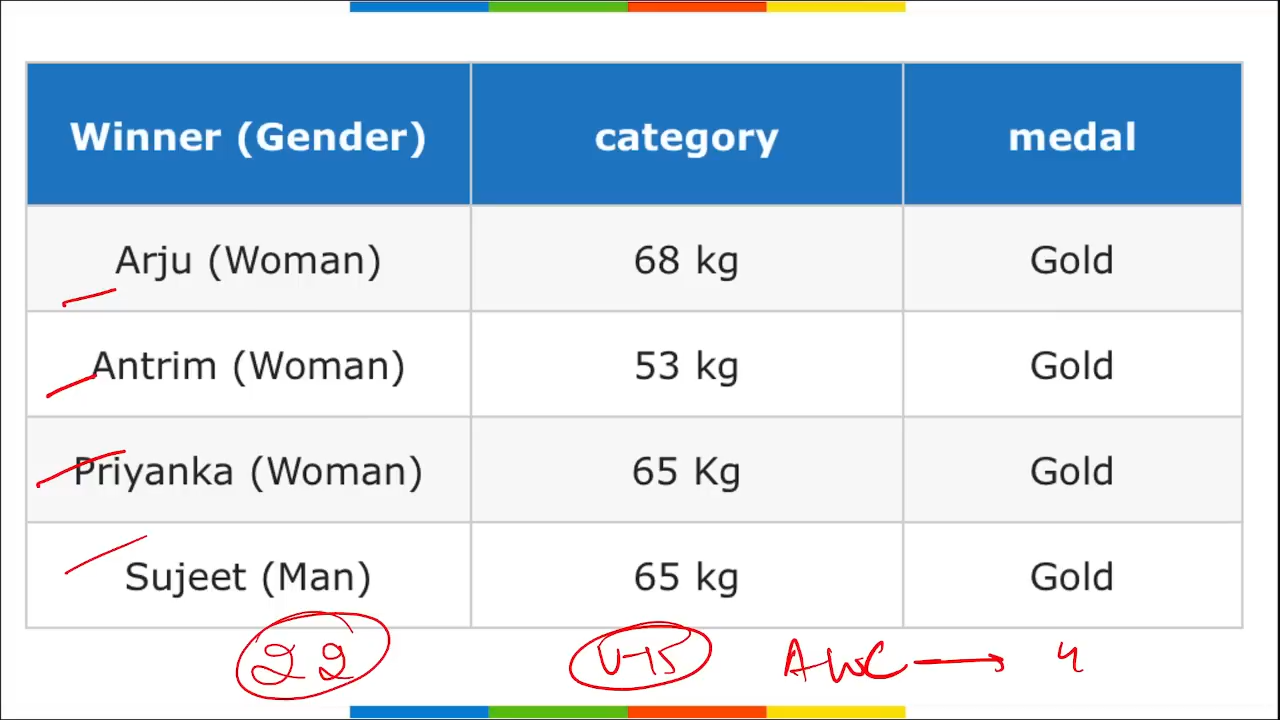 Winner (Gender) category medal
Arju (Woman) 68 kg Gold
Antrim (Woman) 53 kg Gold
Priyanka (Woman) 65 Kg Gold
Sujeet (Man) 65 kg Gold
22 U-15 AWC → 4